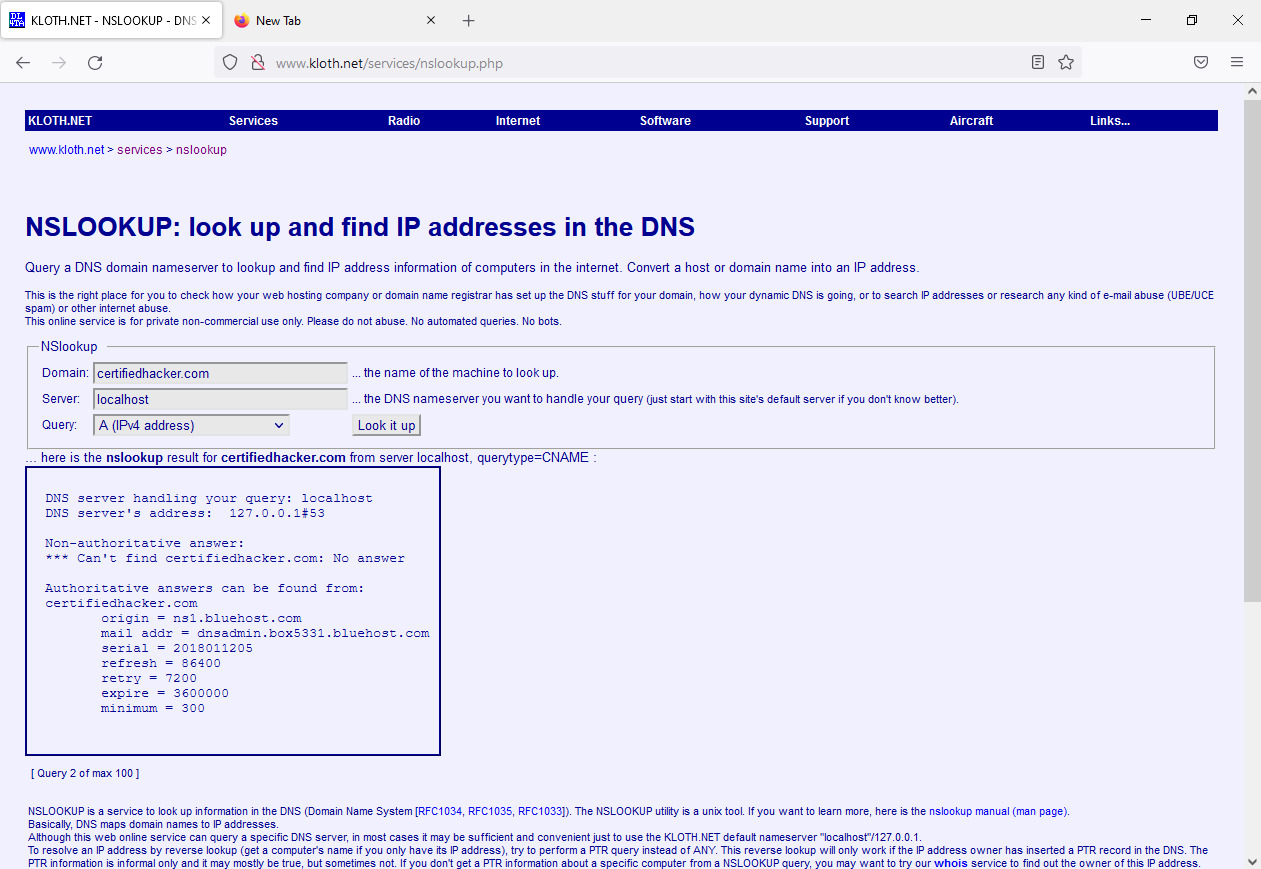 KLOTH.NET - NSLOOKUP - DNS
New Tab
www.kloth.net/services/nslookup.php
KLOTH.NET Services Radio Internet Software Support Aircraft Links...
www.kloth.net > services > nslookup
NSLOOKUP: look up and find IP addresses in the DNS
Query a DNS domain nameserver to lookup and find IP address information of computers in the internet. Convert a host or domain name into an IP address.
This is the right place for you to check how your web hosting company or domain name registrar has set up the DNS stuff for your domain, how your dynamic DNS is going, or to search IP addresses or research any kind of e-mail abuse (UBE/UCE
spam) or other internet abuse.
This online service is for private non-commercial use only. Please do not abuse. No automated queries. No bots.
NSlookup
Domain: certifiedhacker.com ... the name of the machine to look up.
Server: localhost ... the DNS nameserver you want to handle your query (just start with this site's default server if you don't know better).
Query: A (IPv4 address) Look it up
... here is the nslookup result for certifiedhacker.com from server localhost, querytype=CNAME :
DNS server handling your query: localhost
DNS server's address: 127.0.0.1#53
Non-authoritative answer:
*** Can't find certifiedhacker.com: No answer
Authoritative answers can be found from:
certifiedhacker.com
origin = ns1.bluehost.com
mail addr = dnsadmin.box5331.bluehost.com
serial = 2018011205
refresh = 86400
retry = 7200
expire = 3600000
minimum = 300
[ Query 2 of max 100 ]
NSLOOKUP is a service to look up information in the DNS (Domain Name System [RFC1034, RFC1035, RFC1033]). The NSLOOKUP utility is a unix tool. If you want to learn more, here is the nslookup manual (man page).
Basically, DNS maps domain names to IP addresses.
Although this web online service can query a specific DNS server, in most cases it may be sufficient and convenient just to use the KLOTH.NET default nameserver "localhost"/127.0.0.1.
To resolve an IP address by reverse lookup (get a computer's name if you only have its IP address), try to perform a PTR query instead of ANY. This reverse lookup will only work if the IP address owner has inserted a PTR record in the DNS. The
PTR information is informal only and it may mostly be true, but sometimes not. If you don't get a PTR information about a specific computer from a NSLOOKUP query, you may want to try our whois service to find out the owner of this IP address.